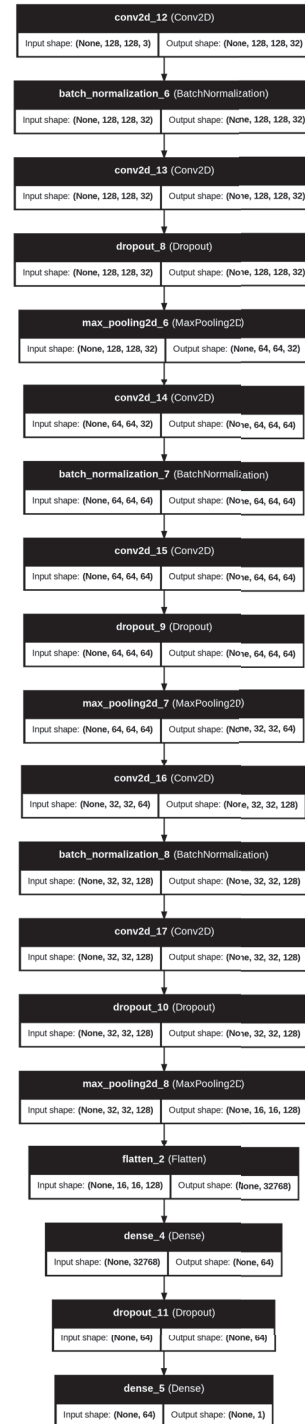 conv2d_12 (Conv2D)
Input shape: (None, 128, 128, 3) Output shape: (None, 128, 128, 32)
batch_normalization_6 (BatchNormalization)
Input shape: (None, 128, 128, 32) Output shape: (None, 128, 128, 32)
conv2d_13 (Conv2D)
Input shape: (None, 128, 128, 32) Output shape: (None, 128, 128, 32)
dropout_8 (Dropout)
Input shape: (None, 128, 128, 32) Output shape: (None, 128, 128, 32)
max_pooling2d_6 (MaxPooling2D)
Input shape: (None, 128, 128, 32) Output shape: (None, 64, 64, 32)
conv2d_14 (Conv2D)
Input shape: (None, 64, 64, 32) Output shape: (None, 64, 64, 64)
batch_normalization_7 (BatchNormalization)
Input shape: (None, 64, 64, 64) Output shape: (None, 64, 64, 64)
conv2d_15 (Conv2D)
Input shape: (None, 64, 64, 64) Output shape: (None, 64, 64, 64)
dropout_9 (Dropout)
Input shape: (None, 64, 64, 64) Output shape: (None, 64, 64, 64)
max_pooling2d_7 (MaxPooling2D)
Input shape: (None, 64, 64, 64) Output shape: (None, 32, 32, 64)
conv2d_16 (Conv2D)
Input shape: (None, 32, 32, 64) Output shape: (None, 32, 32, 128)
batch_normalization_8 (BatchNormalization)
Input shape: (None, 32, 32, 128) Output shape: (None, 32, 32, 128)
conv2d_17 (Conv2D)
Input shape: (None, 32, 32, 128) Output shape: (None, 32, 32, 128)
dropout_10 (Dropout)
Input shape: (None, 32, 32, 128) Output shape: (None, 32, 32, 128)
max_pooling2d_8 (MaxPooling2D)
Input shape: (None, 32, 32, 128) Output shape: (None, 16, 16, 128)
flatten_2 (Flatten)
Input shape: (None, 16, 16, 128) Output shape: (None, 32768)
dense_4 (Dense)
Input shape: (None, 32768) Output shape: (None, 64)
dropout_11 (Dropout)
Input shape: (None, 64) Output shape: (None, 64)
dense_5 (Dense)
Input shape: (None, 64) Output shape: (None, 1)